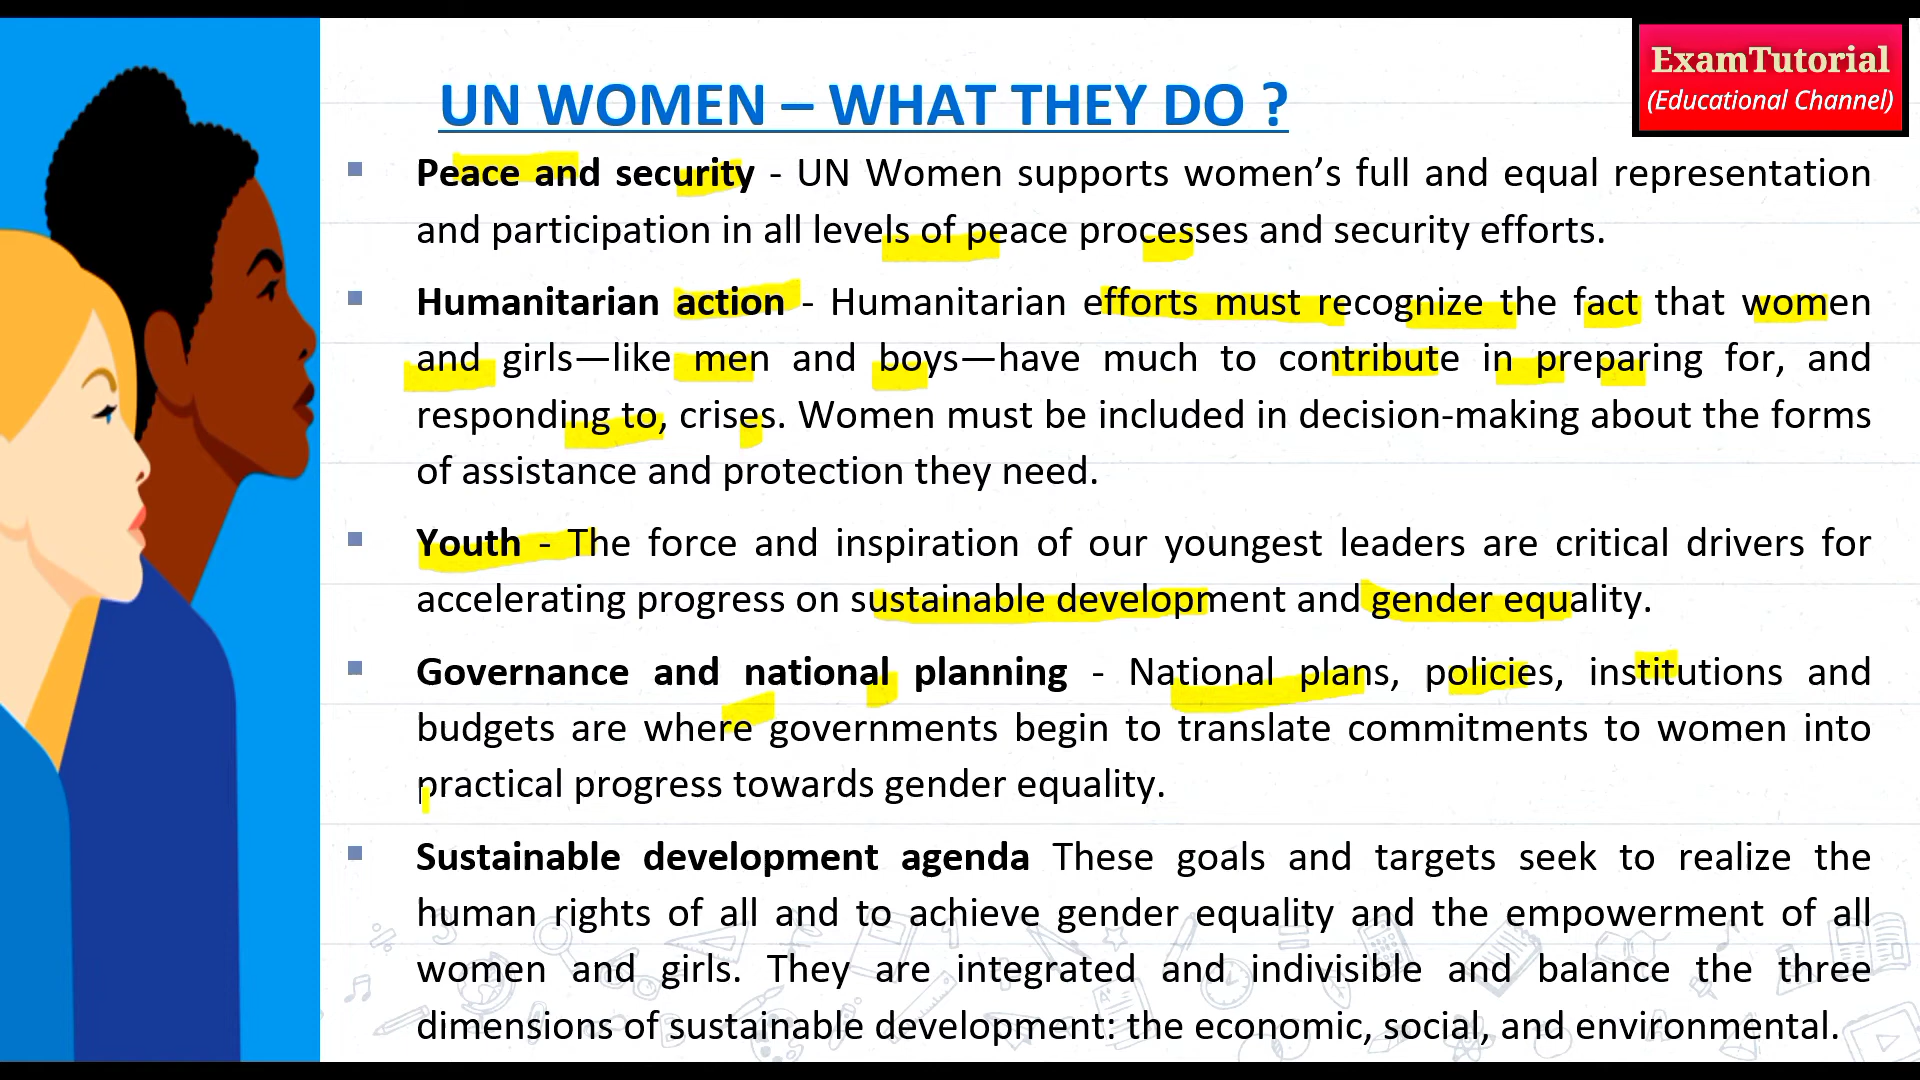 ExamTutorial
(Educational Channel)
UN WOMEN – WHAT THEY DO ?
▪ Peace and security - UN Women supports women’s full and equal representation
and participation in all levels of peace processes and security efforts.
▪ Humanitarian action - Humanitarian efforts must recognize the fact that women
and girls—like men and boys—have much to contribute in preparing for, and
responding to, crises. Women must be included in decision-making about the forms
of assistance and protection they need.
▪ Youth - The force and inspiration of our youngest leaders are critical drivers for
accelerating progress on sustainable development and gender equality.
▪ Governance and national planning - National plans, policies, institutions and
budgets are where governments begin to translate commitments to women into
practical progress towards gender equality.
▪ Sustainable development agenda These goals and targets seek to realize the
human rights of all and to achieve gender equality and the empowerment of all
women and girls. They are integrated and indivisible and balance the three
dimensions of sustainable development: the economic, social, and environmental.